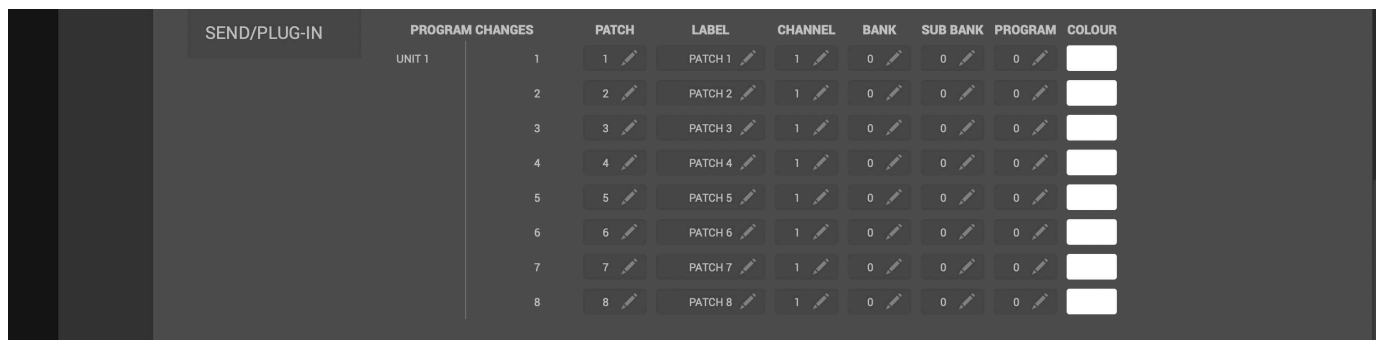 SEND/PLUG-IN PROGRAM CHANGES PATCH LABEL CHANNEL BANK SUB BANK PROGRAM COLOUR
UNIT 1 1 1 PATCH 1 1 0 0 0
2 2 PATCH 2 1 0 0 0
3 3 PATCH 3 1 0 0 0
4 4 PATCH 4 1 0 0 0
5 5 PATCH 5 1 0 0 0
6 6 PATCH 6 1 0 0 0
7 7 PATCH 7 1 0 0 0
8 8 PATCH 8 1 0 0 0